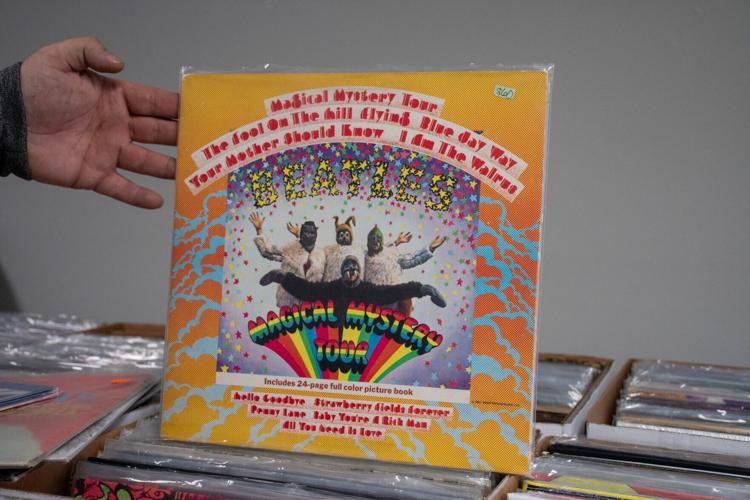 Magical Mystery Tour
The Fool On The Hill Flying Blue Jay Way
Your Mother Should Know I Am The Walrus
BEATLES
MAGICAL MYSTERY
TOUR
Includes 24-page full color picture book
Hello Goodbye Strawberry Fields Forever
Penny Lane Baby You're A Rich Man
All You Need Is Love